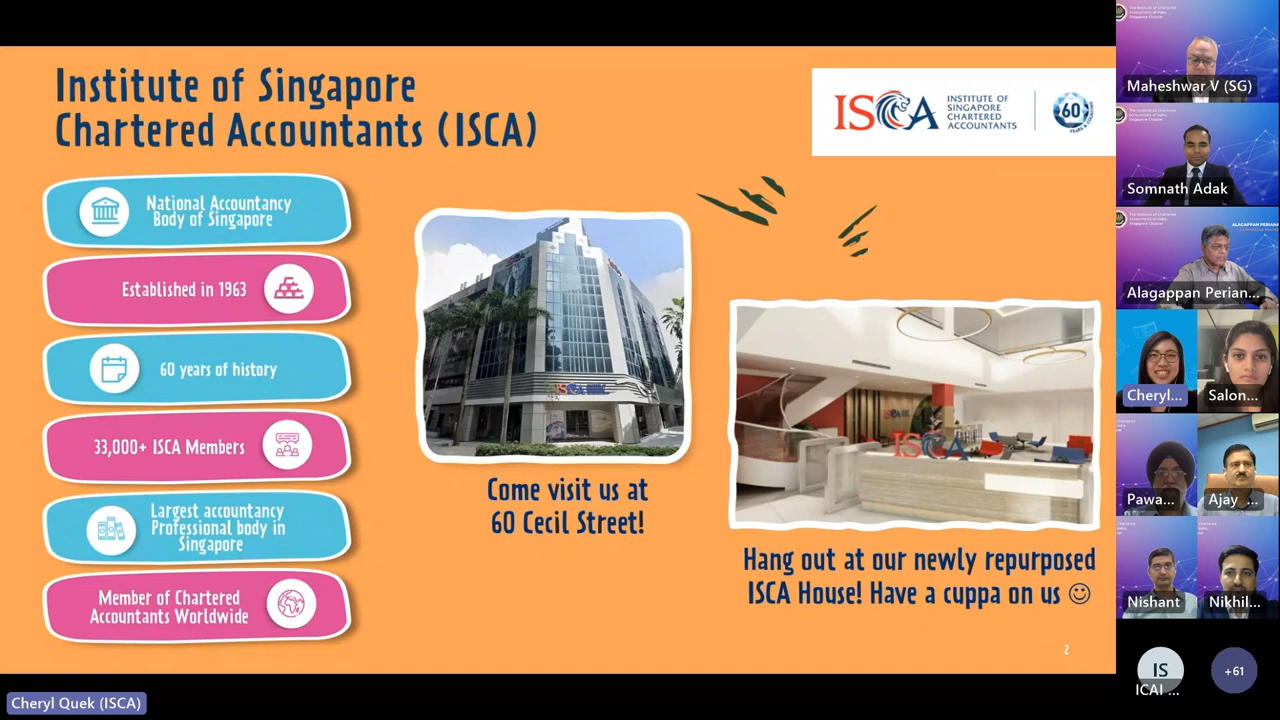 Institute of Singapore
Chartered Accountants (ISCA)
ISCA
INSTITUTE OF
SINGAPORE
CHARTERED
ACCOUNTANTS
60
National Accountancy
Body of Singapore
Established in 1963
60 years of history
33,000+ ISCA Members
Largest accountancy
Professional body in
Singapore
Member of Chartered
Accountants Worldwide
ISCA
Come visit us at
60 Cecil Street!
ISCA
Hang out at our newly repurposed
ISCA House! Have a cuppa on us
2
Cheryl Quek (ISCA)
Maheshwar V (SG)
Somnath Adak
Alagappan Perian...
Cheryl...
Salon...
Pawa...
Ajay ...
Nishant
Nikhil...
IS
ICAI ...
+61